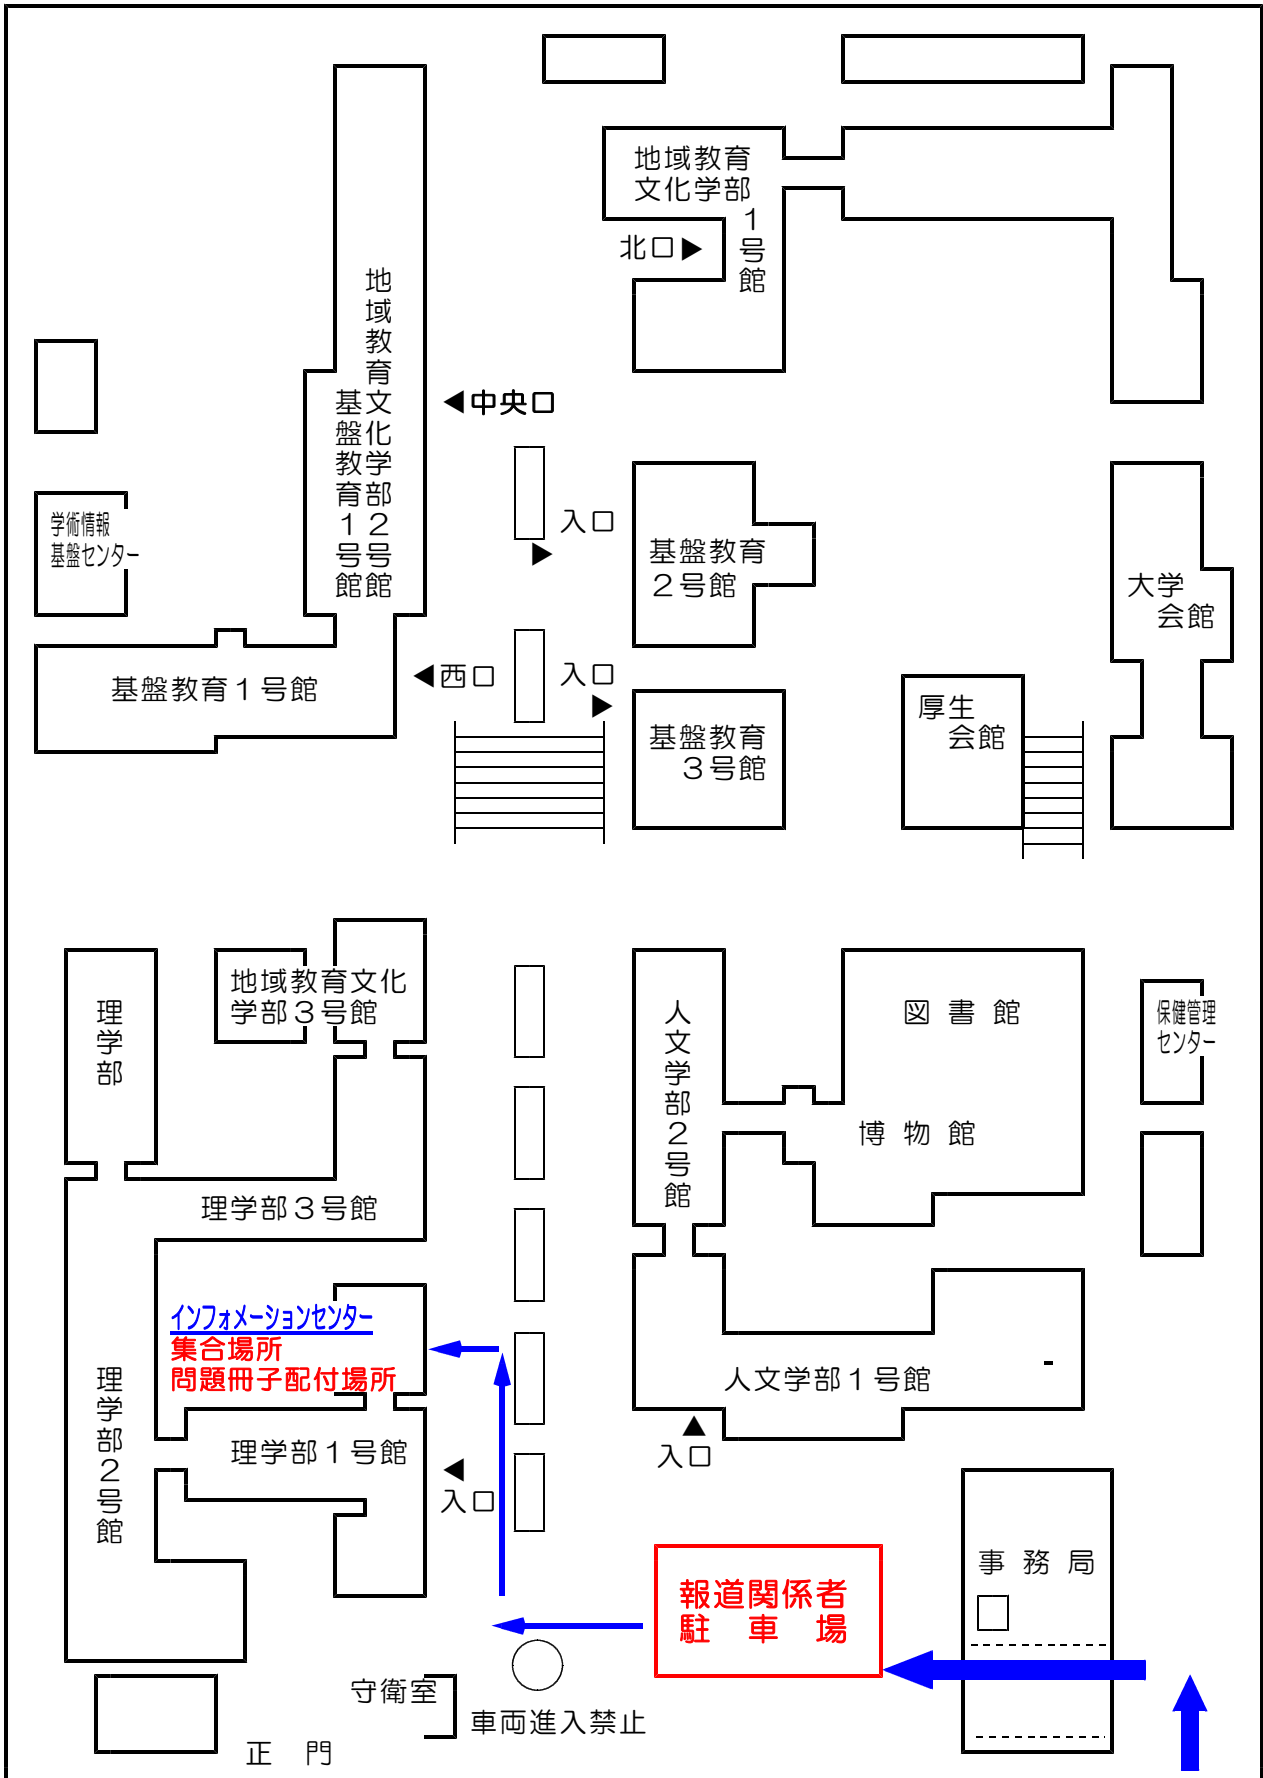 地域教育
文化学部
1号館
北口▶
地域教育文化学部2号館
基盤教育1号館
◀中央口
学術情報
基盤センター
入口
▶
基盤教育
2号館
大学
会館
基盤教育1号館
◀西口
入口
▶
基盤教育
3号館
厚生
会館
理学部
地域教育文化
学部3号館
人文学部2号館
図書館
保健管理
センター
博物館
理学部3号館
インフォメーションセンター
集合場所
問題冊子配付場所
理学部2号館
人文学部1号館
▲
入口
理学部1号館
◀
入口
事務局
報道関係者
駐車場
守衛室
車両進入禁止
正門